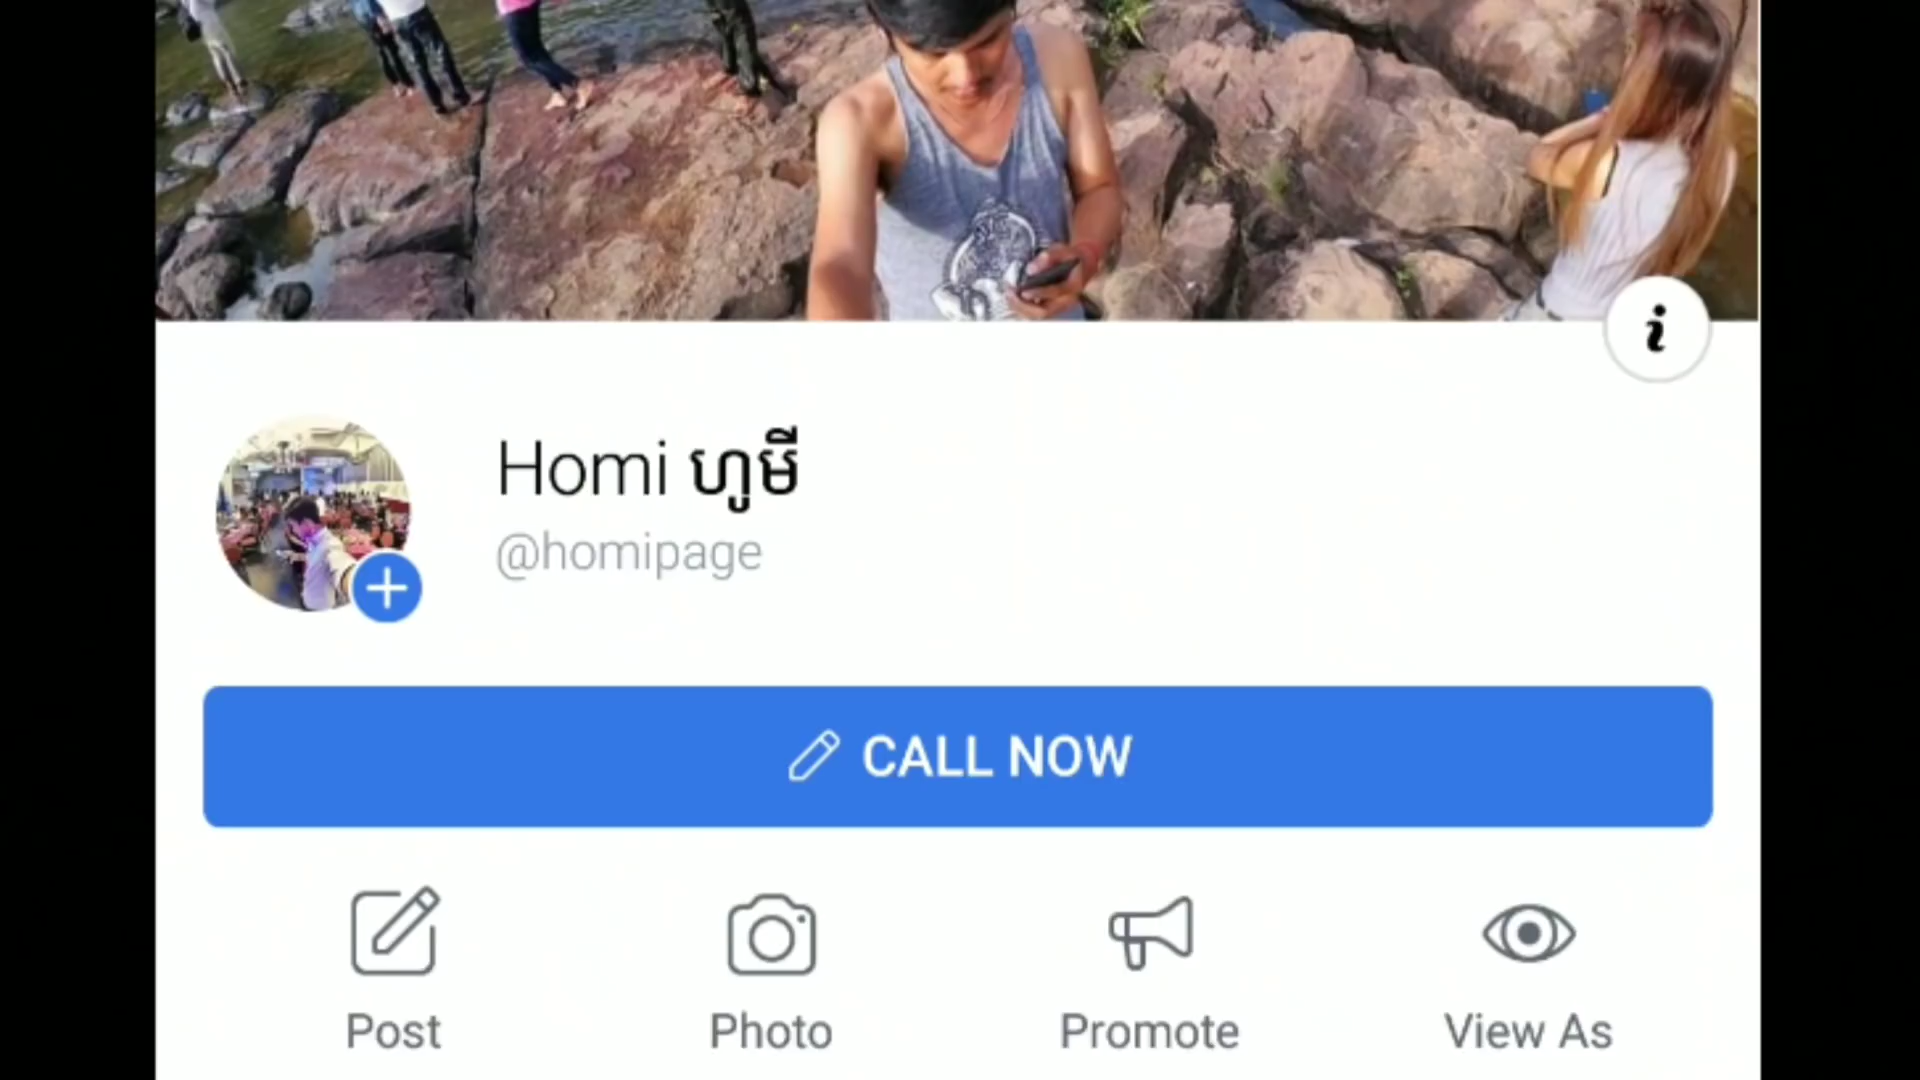 Homi ហូមី
@homipage
CALL NOW
Post
Photo
Promote
View As